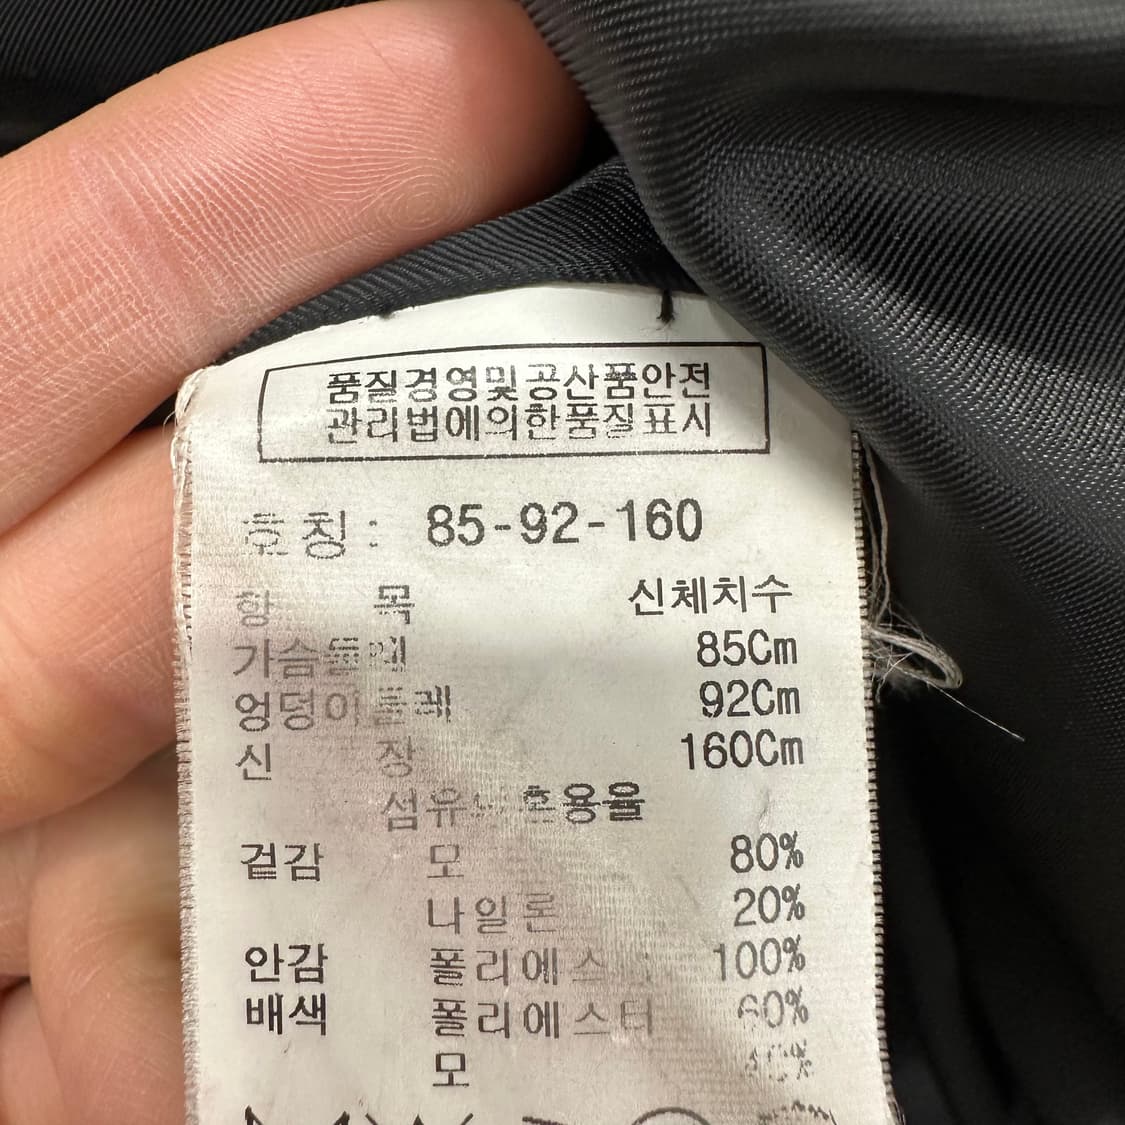 품질경영및공산품안전
관리법에의한품질표시
호칭: 85-92-160
항 목 신체치수
가슴둘레 85Cm
엉덩이둘레 92Cm
신 장 160Cm
섬유의 혼용율
겉감 모 80%
나일론 20%
안감 폴리에스터 100%
배색 폴리에스터 60%
모 40%